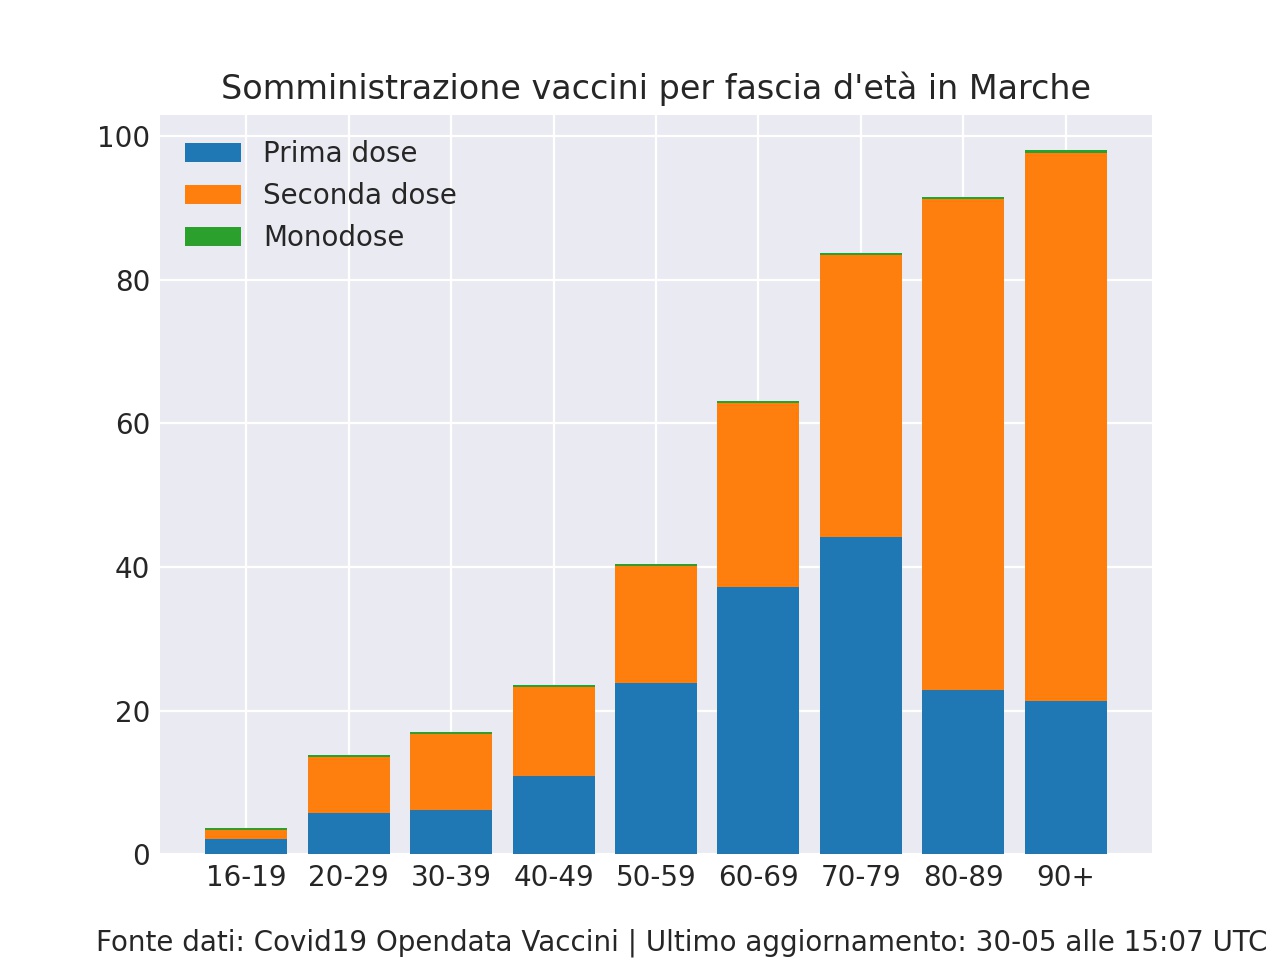 Somministrazione vaccini per fascia d'età in Marche
100
80
60
40
20
0
Prima dose
Seconda dose
Monodose
16-19 20-29 30-39 40-49 50-59 60-69 70-79 80-89 90+
Fonte dati: Covid19 Opendata Vaccini | Ultimo aggiornamento: 30-05 alle 15:07 UTC